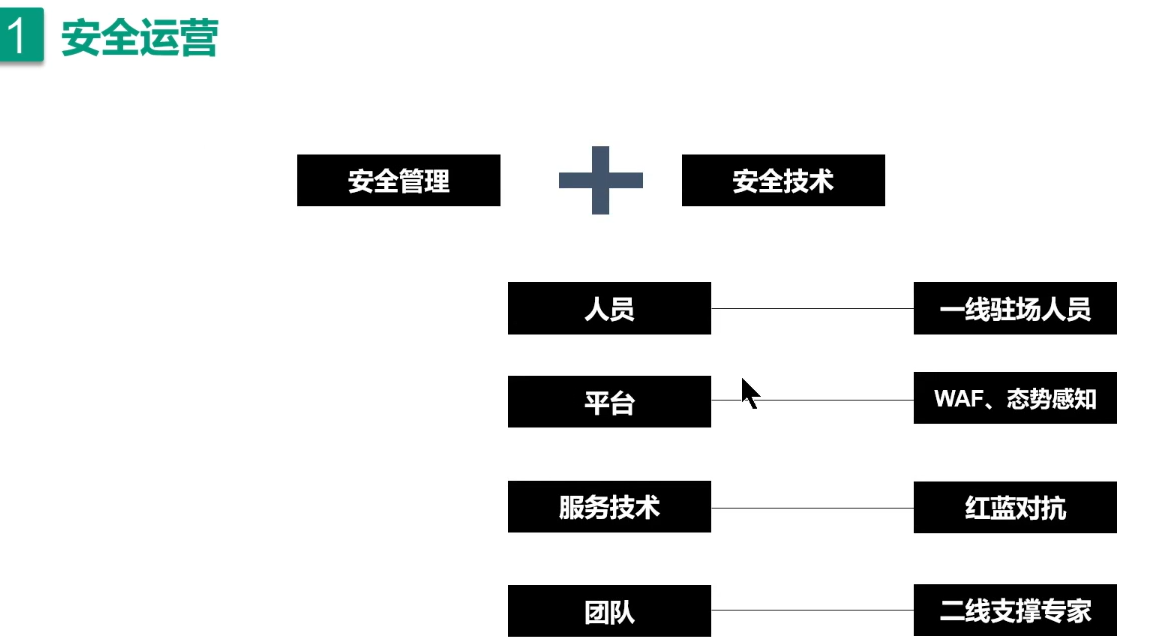 1 安全运营
安全管理 安全技术
人员 一线驻场人员
平台 WAF、态势感知
服务技术 红蓝对抗
团队 二线支撑专家